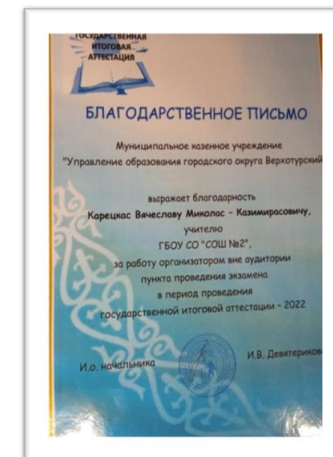 ГОСУДАРСТВЕННАЯ
ИТОГОВАЯ
АТТЕСТАЦИЯ
БЛАГОДАРСТВЕННОЕ ПИСЬМО
Муниципальное казенное учреждение
"Управление образования городского округа Верхотурский
выражает благодарность
Карецкас Вячеславу Миколас - Казимирасовичу,
учителю
ГБОУ СО "СОШ №2",
за работу организатором вне аудитории
пункта проведения экзамена
в период проведения
государственной итоговой аттестации - 2022
И.о. начальника
И.В. Девятериков